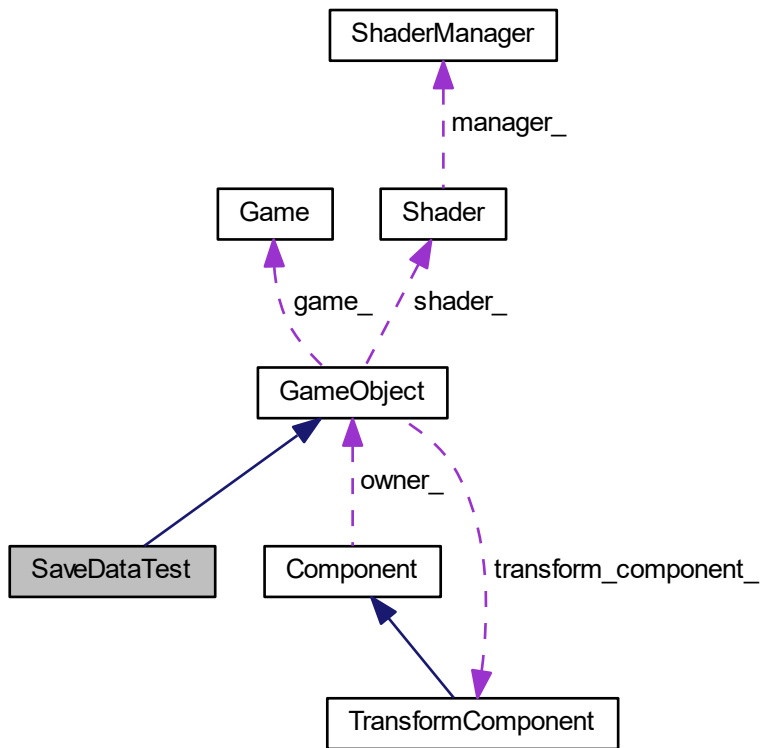 ShaderManager
manager_
Game
Shader
game_
shader_
GameObject
owner_
SaveDataTest
Component
transform_component_
TransformComponent